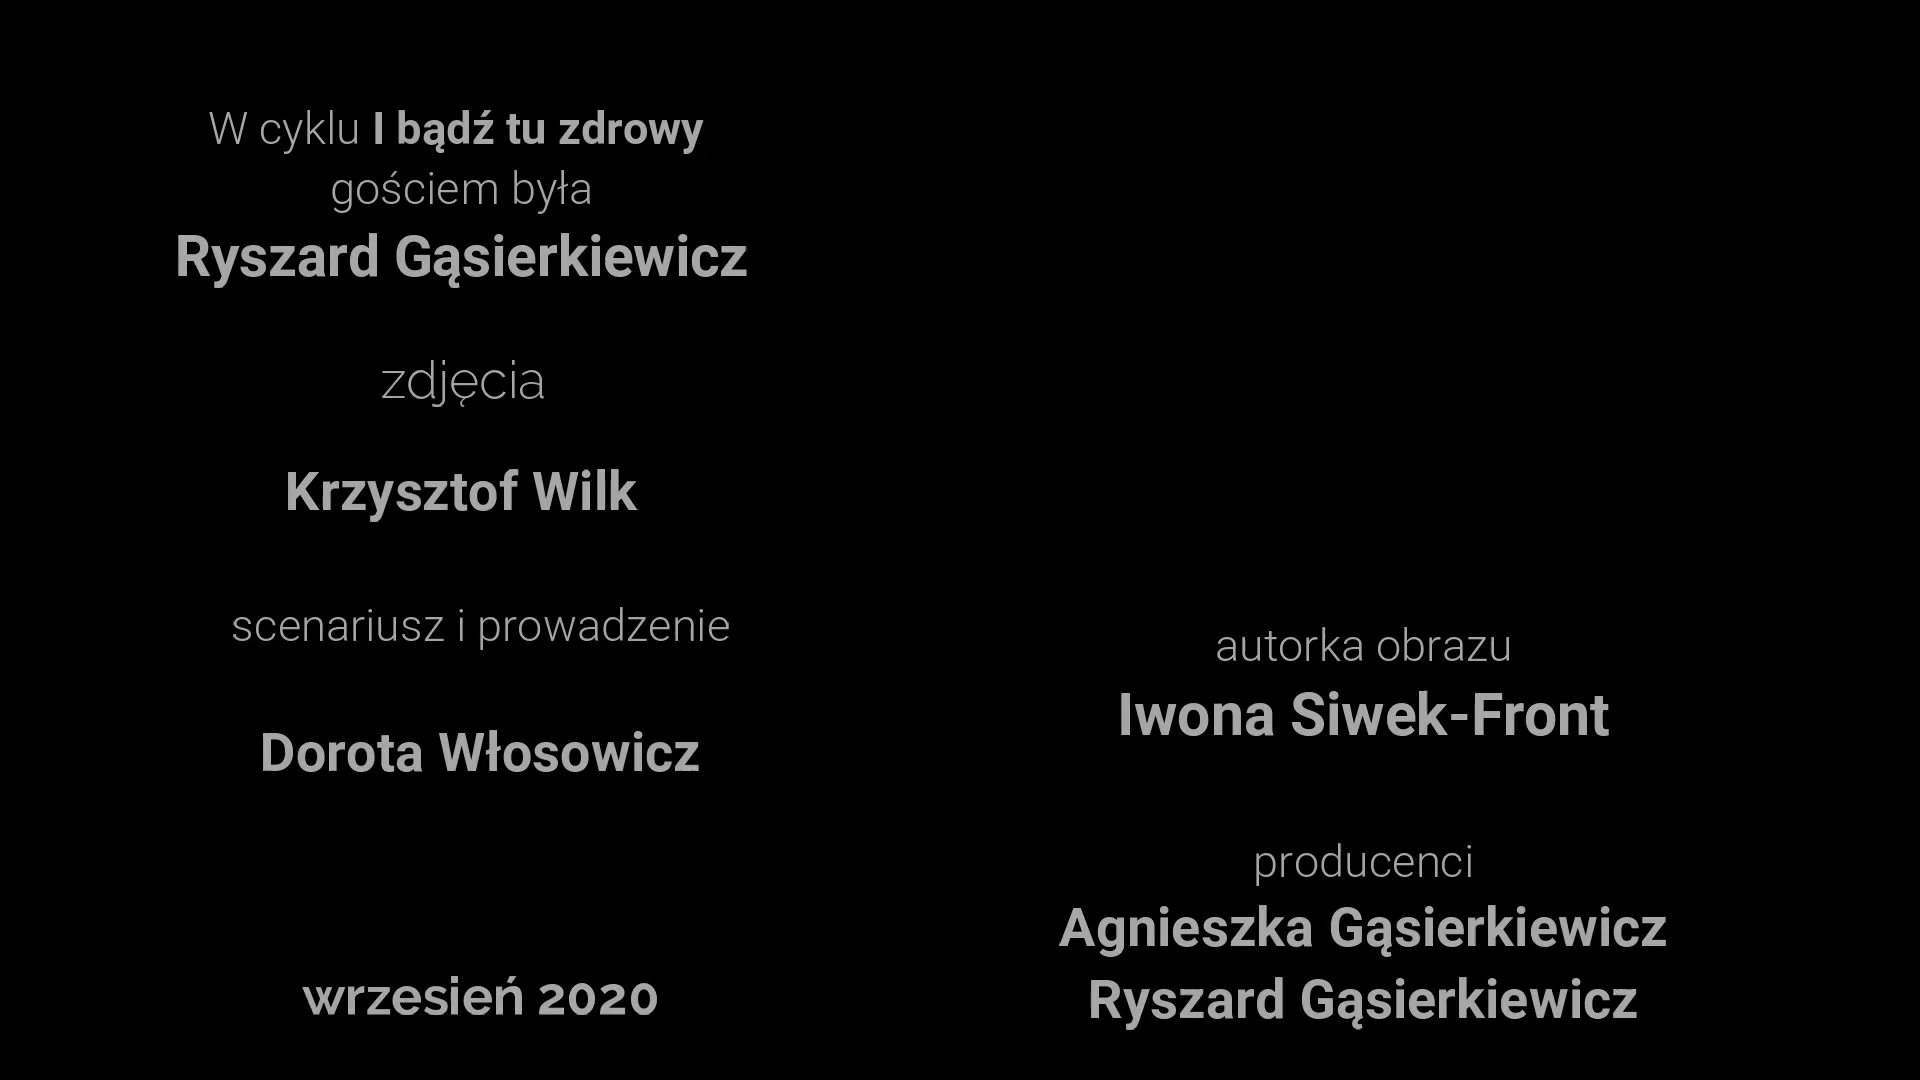 W cyklu I bądź tu zdrowy
gościem była
Ryszard Gąsierkiewicz
zdjęcia
Krzysztof Wilk
scenariusz i prowadzenie
Dorota Włosowicz
wrzesień 2020
autorka obrazu
Iwona Siwek-Front
producenci
Agnieszka Gąsierkiewicz
Ryszard Gąsierkiewicz